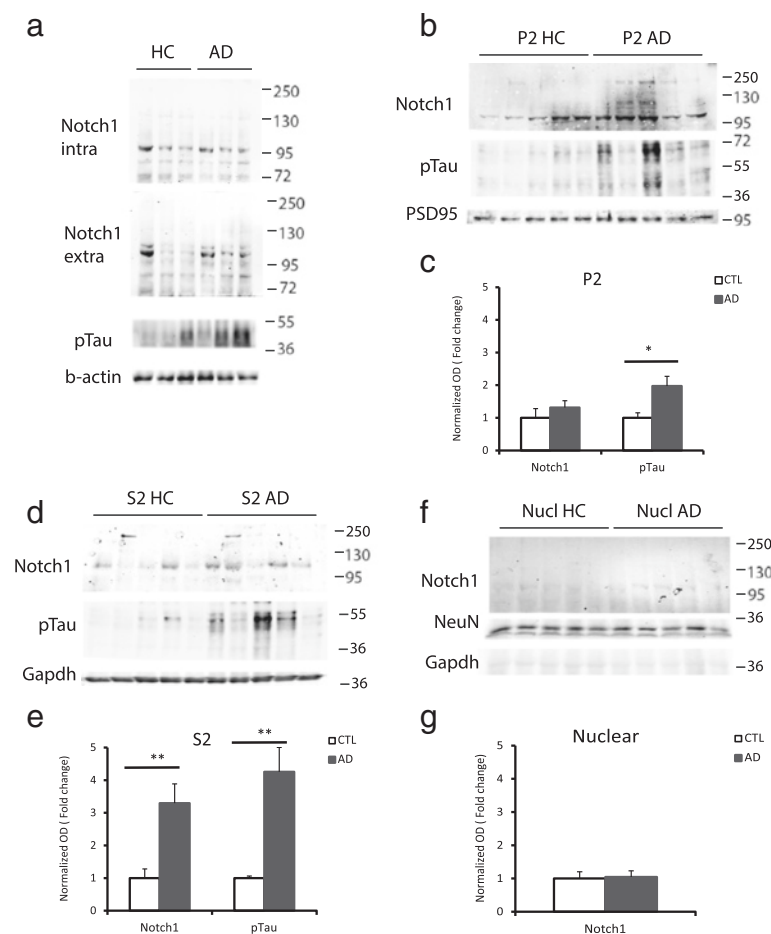 a
HC AD
Notch1
intra
250
130
95
72
Notch1
extra
250
130
95
72
pTau
55
36
b-actin
b
P2 HC P2 AD
Notch1
250
130
95
pTau
72
55
36
PSD95
95
c
P2
CTL
AD
Normalized OD ( Fold change)
5
4
3
2
1
0
*
Notch1 pTau
d
S2 HC S2 AD
Notch1
250
130
95
pTau
55
36
Gapdh
36
e
S2
CTL
AD
Normalized OD ( Fold change)
5
4
3
2
1
0
** **
Notch1 pTau
f
Nucl HC Nucl AD
Notch1
250
130
95
NeuN
36
Gapdh
36
g
Nuclear
CTL
AD
Normalized OD ( Fold change)
5
4
3
2
1
0
Notch1